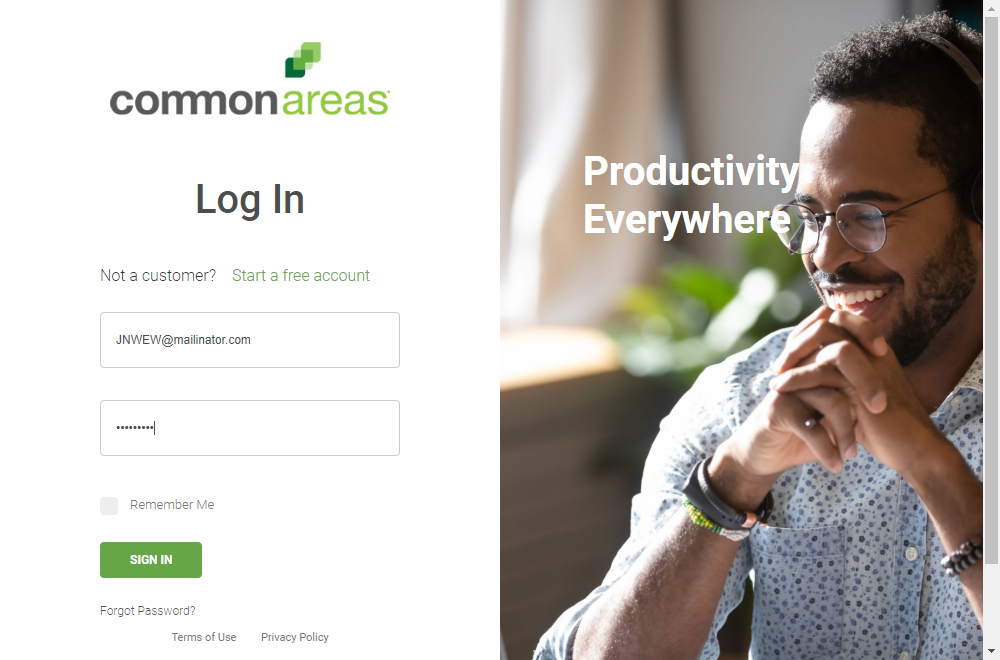 commonareas
Log In
Not a customer? Start a free account
JNWEW@mailinator.com
•••••••••
Remember Me
SIGN IN
Forgot Password?
Terms of Use Privacy Policy
Productivity
Everywhere